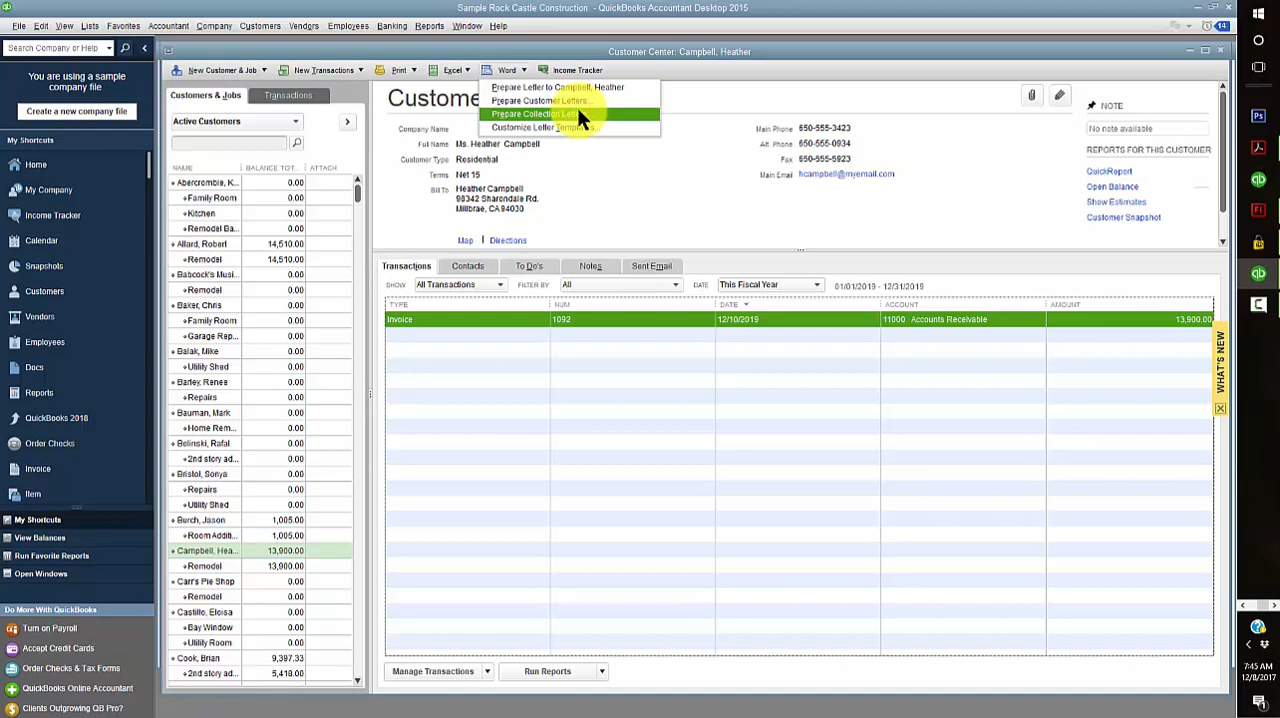 Sample Rock Castle Construction - QuickBooks Accountant Desktop 2015
File Edit View Lists Favorites Accountant Company Customers Vendors Employees Banking Reports Window Help
14
Search Company or Help
Customer Center: Campbell, Heather
You are using a sample
company file
Create a new company file
New Customer & Job New Transactions Print Excel Word Income Tracker
Prepare Letter to Campbell, Heather
Prepare Customer Letters...
Prepare Collection
Customize Letter
Customers & Jobs Transactions
Active Customers
NAME BALANCE TOT... ATTACH
Abercrombie, K... 0.00
Family Room 0.00
Kitchen 0.00
Remodel Ba... 0.00
Allard, Robert 14,510.00
Remodel 14,510.00
Babcock's Musi... 0.00
Remodel 0.00
Baker, Chris 0.00
Family Room 0.00
Garage Rep... 0.00
Balak, Mike 0.00
Utility Shed 0.00
Barley, Renee 0.00
Repairs 0.00
Bauman, Mark 0.00
Home Rem... 0.00
Bolinski, Rafal 0.00
2nd story ad... 0.00
Bristol, Sonya 0.00
Repairs 0.00
Utility Shed 0.00
Burch, Jason 1,005.00
Room Additi... 1,005.00
Campbell, Hea... 13,900.00
Remodel 13,900.00
Carr's Pie Shop 0.00
Remodel 0.00
Castillo, Eloisa 0.00
Bay Window 0.00
Utility Room 0.00
Cook, Brian 9,397.33
2nd story ad... 5,418.00
Custome
Company Name
Full Name Ms. Heather Campbell
Customer Type Residential
Terms Net 15
Bill To Heather Campbell
98342 Sharondale Rd.
Millbrae, CA 94030
Map | Directions
Main Phone 650-555-3423
Alt. Phone 650-555-0934
Fax 650-555-5923
Main Email hcampbell@myemail.com
NOTE
No note available
REPORTS FOR THIS CUSTOMER
QuickReport
Open Balance
Show Estimates
Customer Snapshot
Transactions Contacts To Do's Notes Sent Email
SHOW All Transactions FILTER BY All DATE This Fiscal Year 01/01/2019 - 12/31/2019
TYPE NUM DATE ACCOUNT AMOUNT
Invoice 1092 12/10/2019 11000 Accounts Receivable 13,900.00
WHAT'S NEW
Manage Transactions Run Reports
My Shortcuts
Home
My Company
Income Tracker
Calendar
Snapshots
Customers
Vendors
Employees
Docs
Reports
QuickBooks 2018
Order Checks
Invoice
Item
My Shortcuts
View Balances
Run Favorite Reports
Open Windows
Do More With QuickBooks
Turn on Payroll
Accept Credit Cards
Order Checks & Tax Forms
QuickBooks Online Accountant
Clients Outgrowing QB Pro?
7:45 AM
12/8/2017